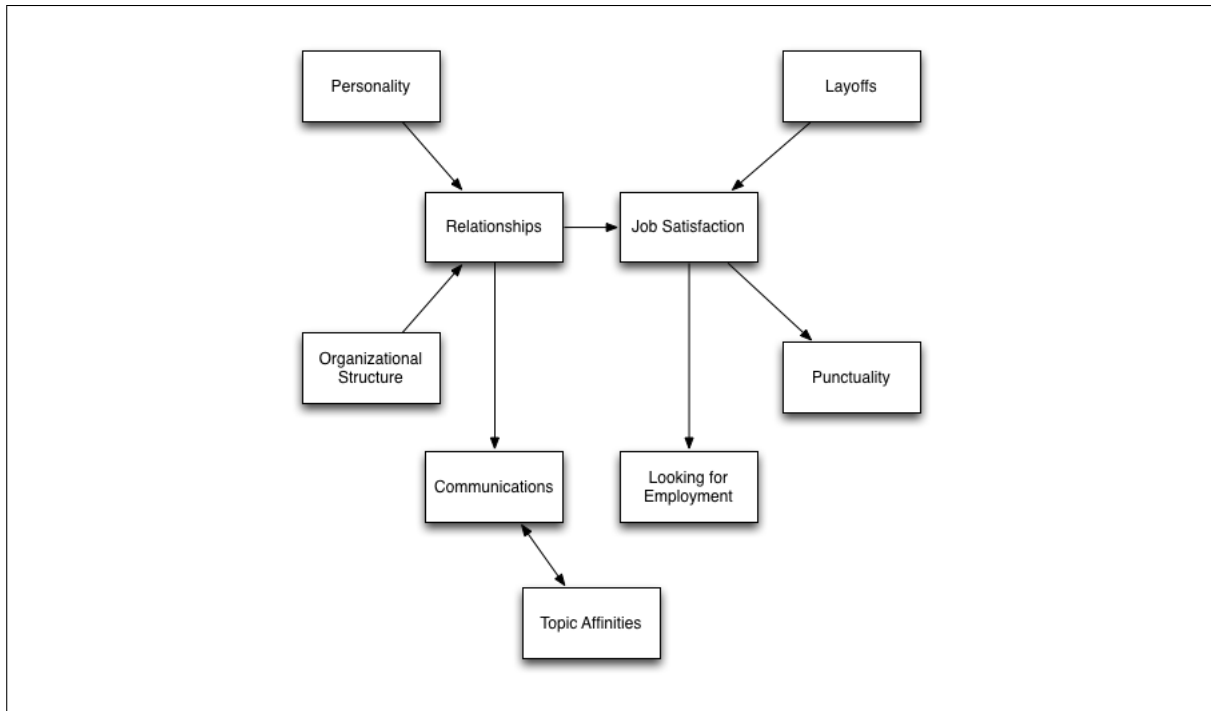 Personality
Layoffs
Relationships
Job Satisfaction
Organizational
Structure
Punctuality
Communications
Looking for
Employment
Topic Affinities